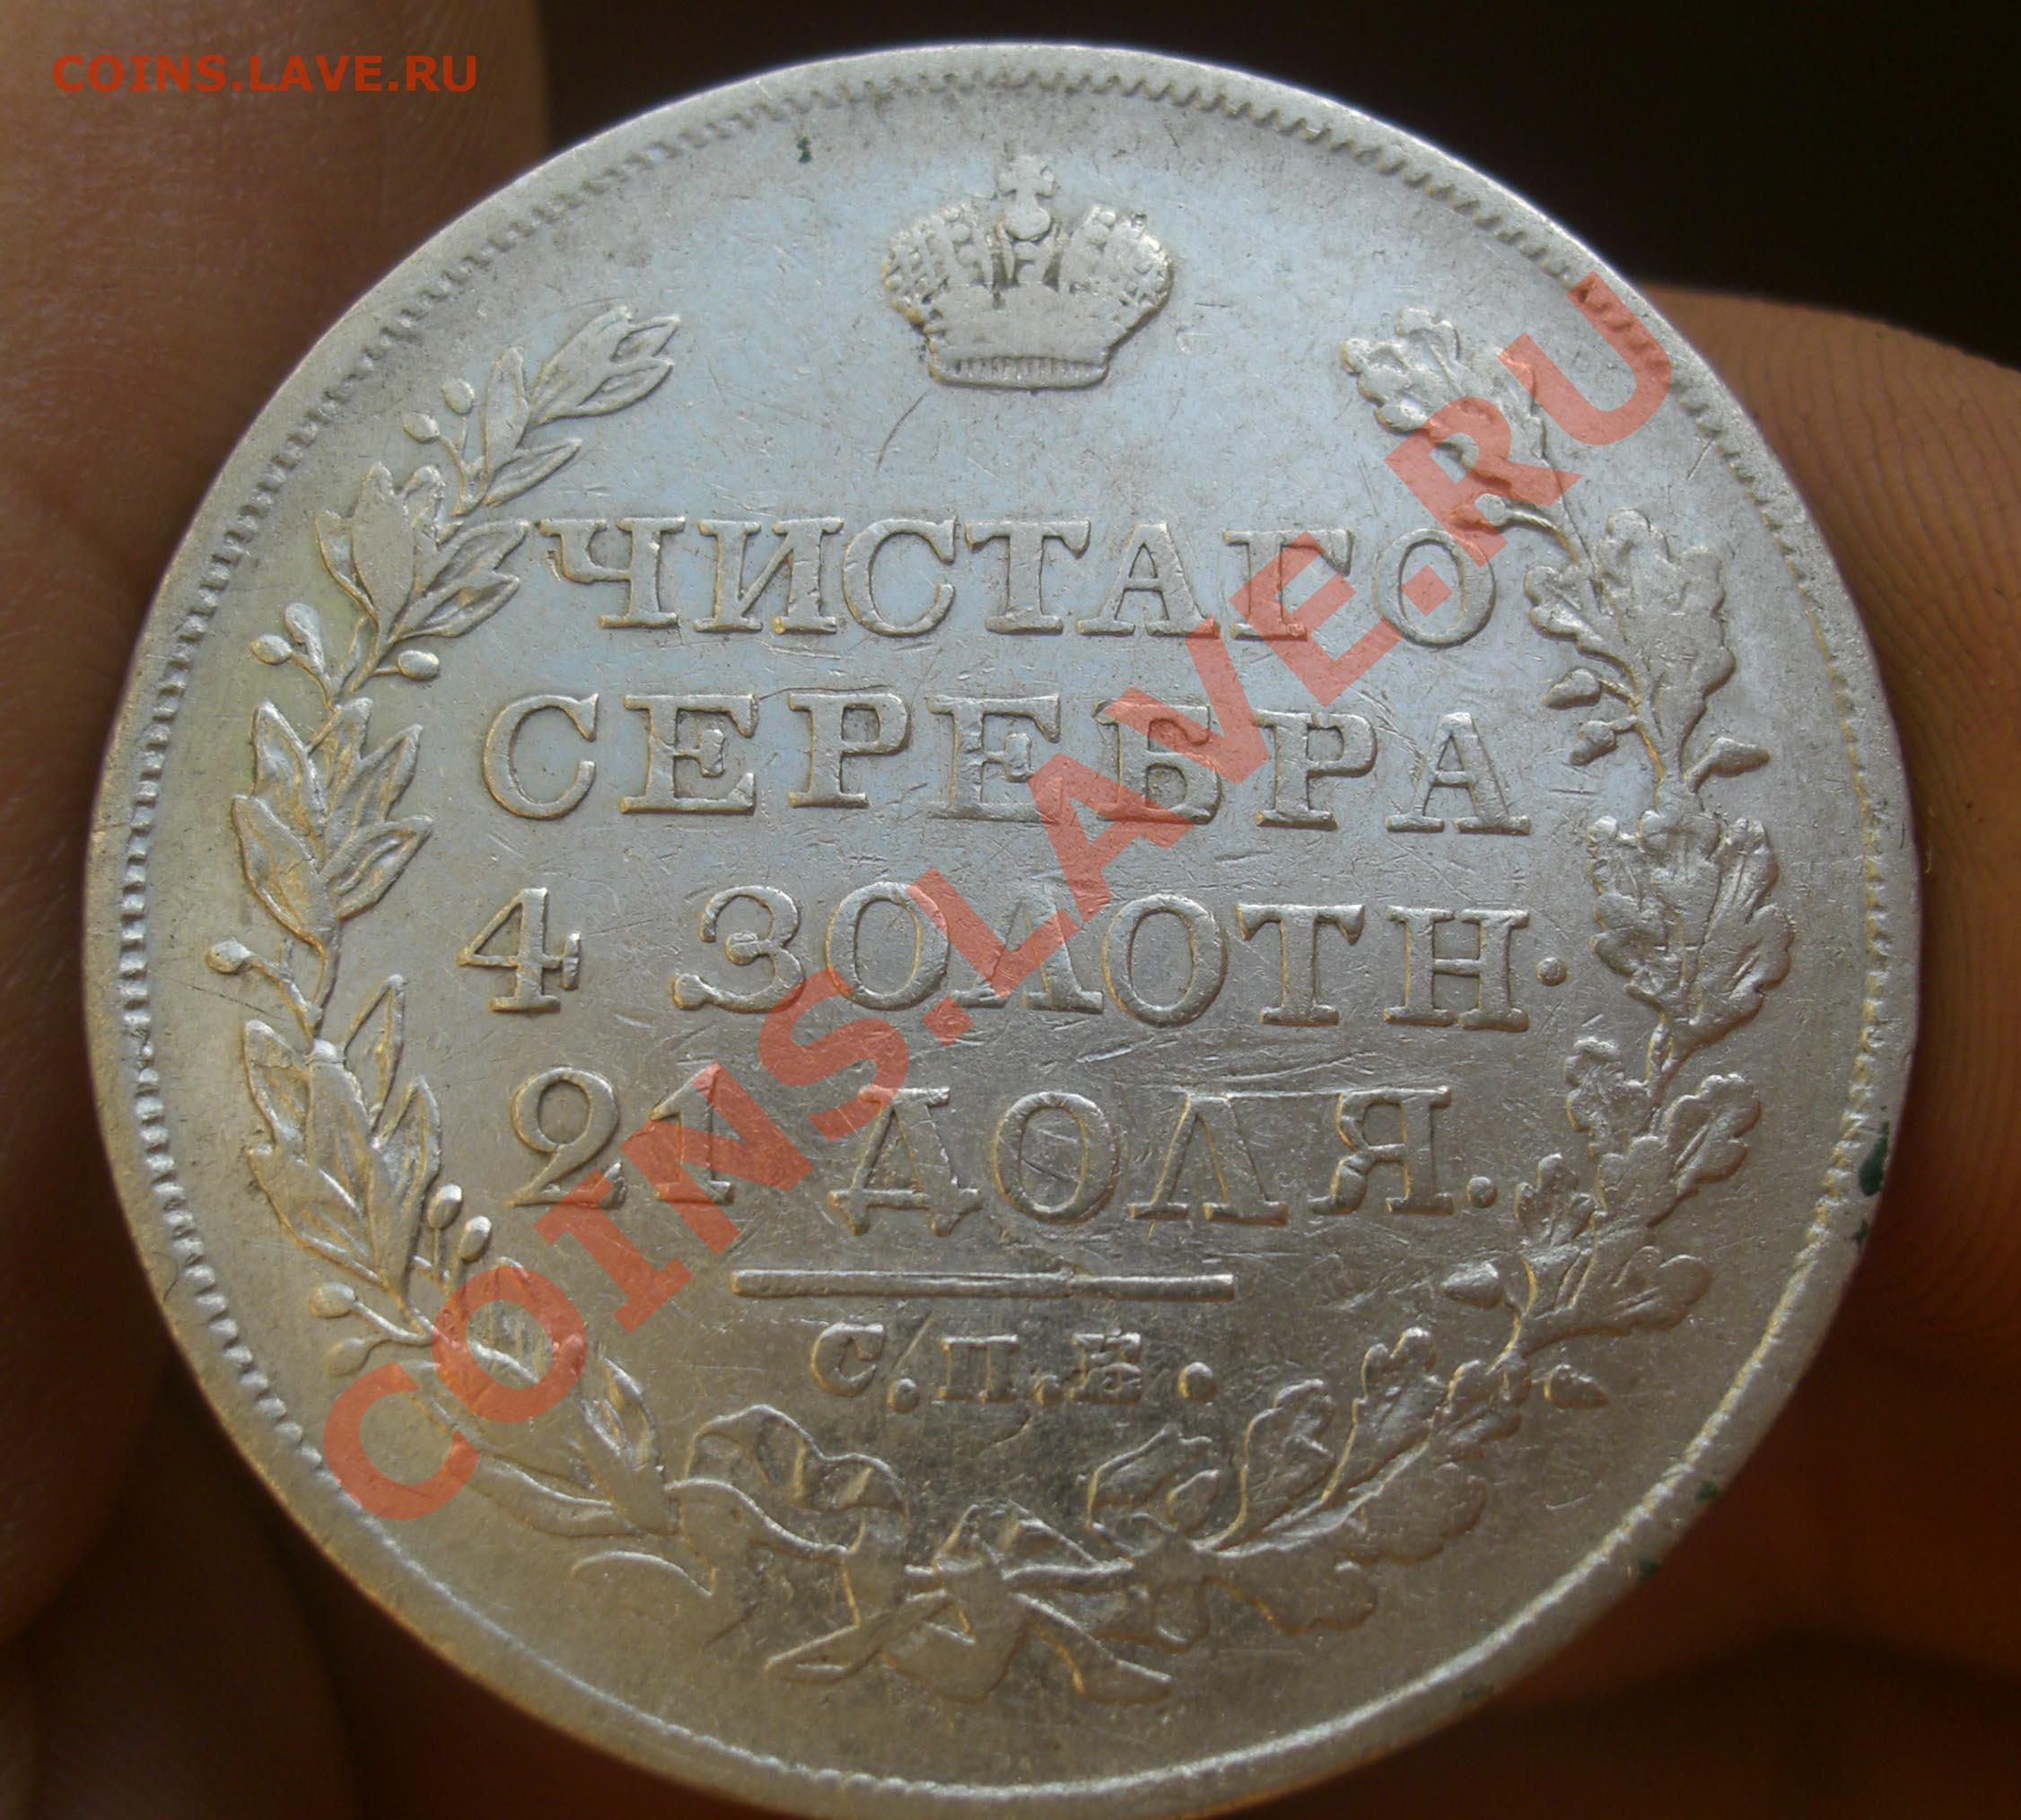 COINS.LAVE.RU
ЧИСТАГО
СЕРЕБРА
4 ЗОЛОТН.
21 ДОЛЯ.
С.П.Б.
COINS.LAVE.RU